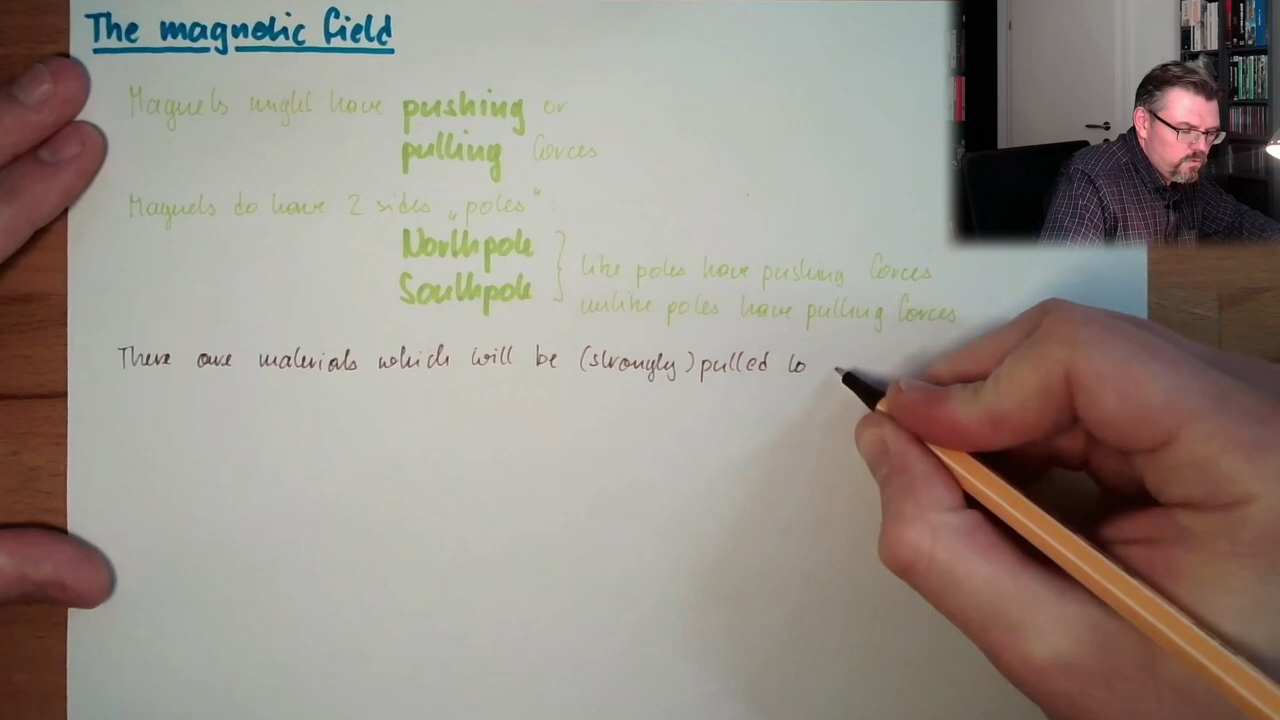 The magnetic field
Magnets might have pushing or
pulling forces
Magnets do have 2 sides „poles“:
Northpole
Southpole
like poles have pushing forces
unlike poles have pulling forces
There are materials which will be (strongly) pulled to